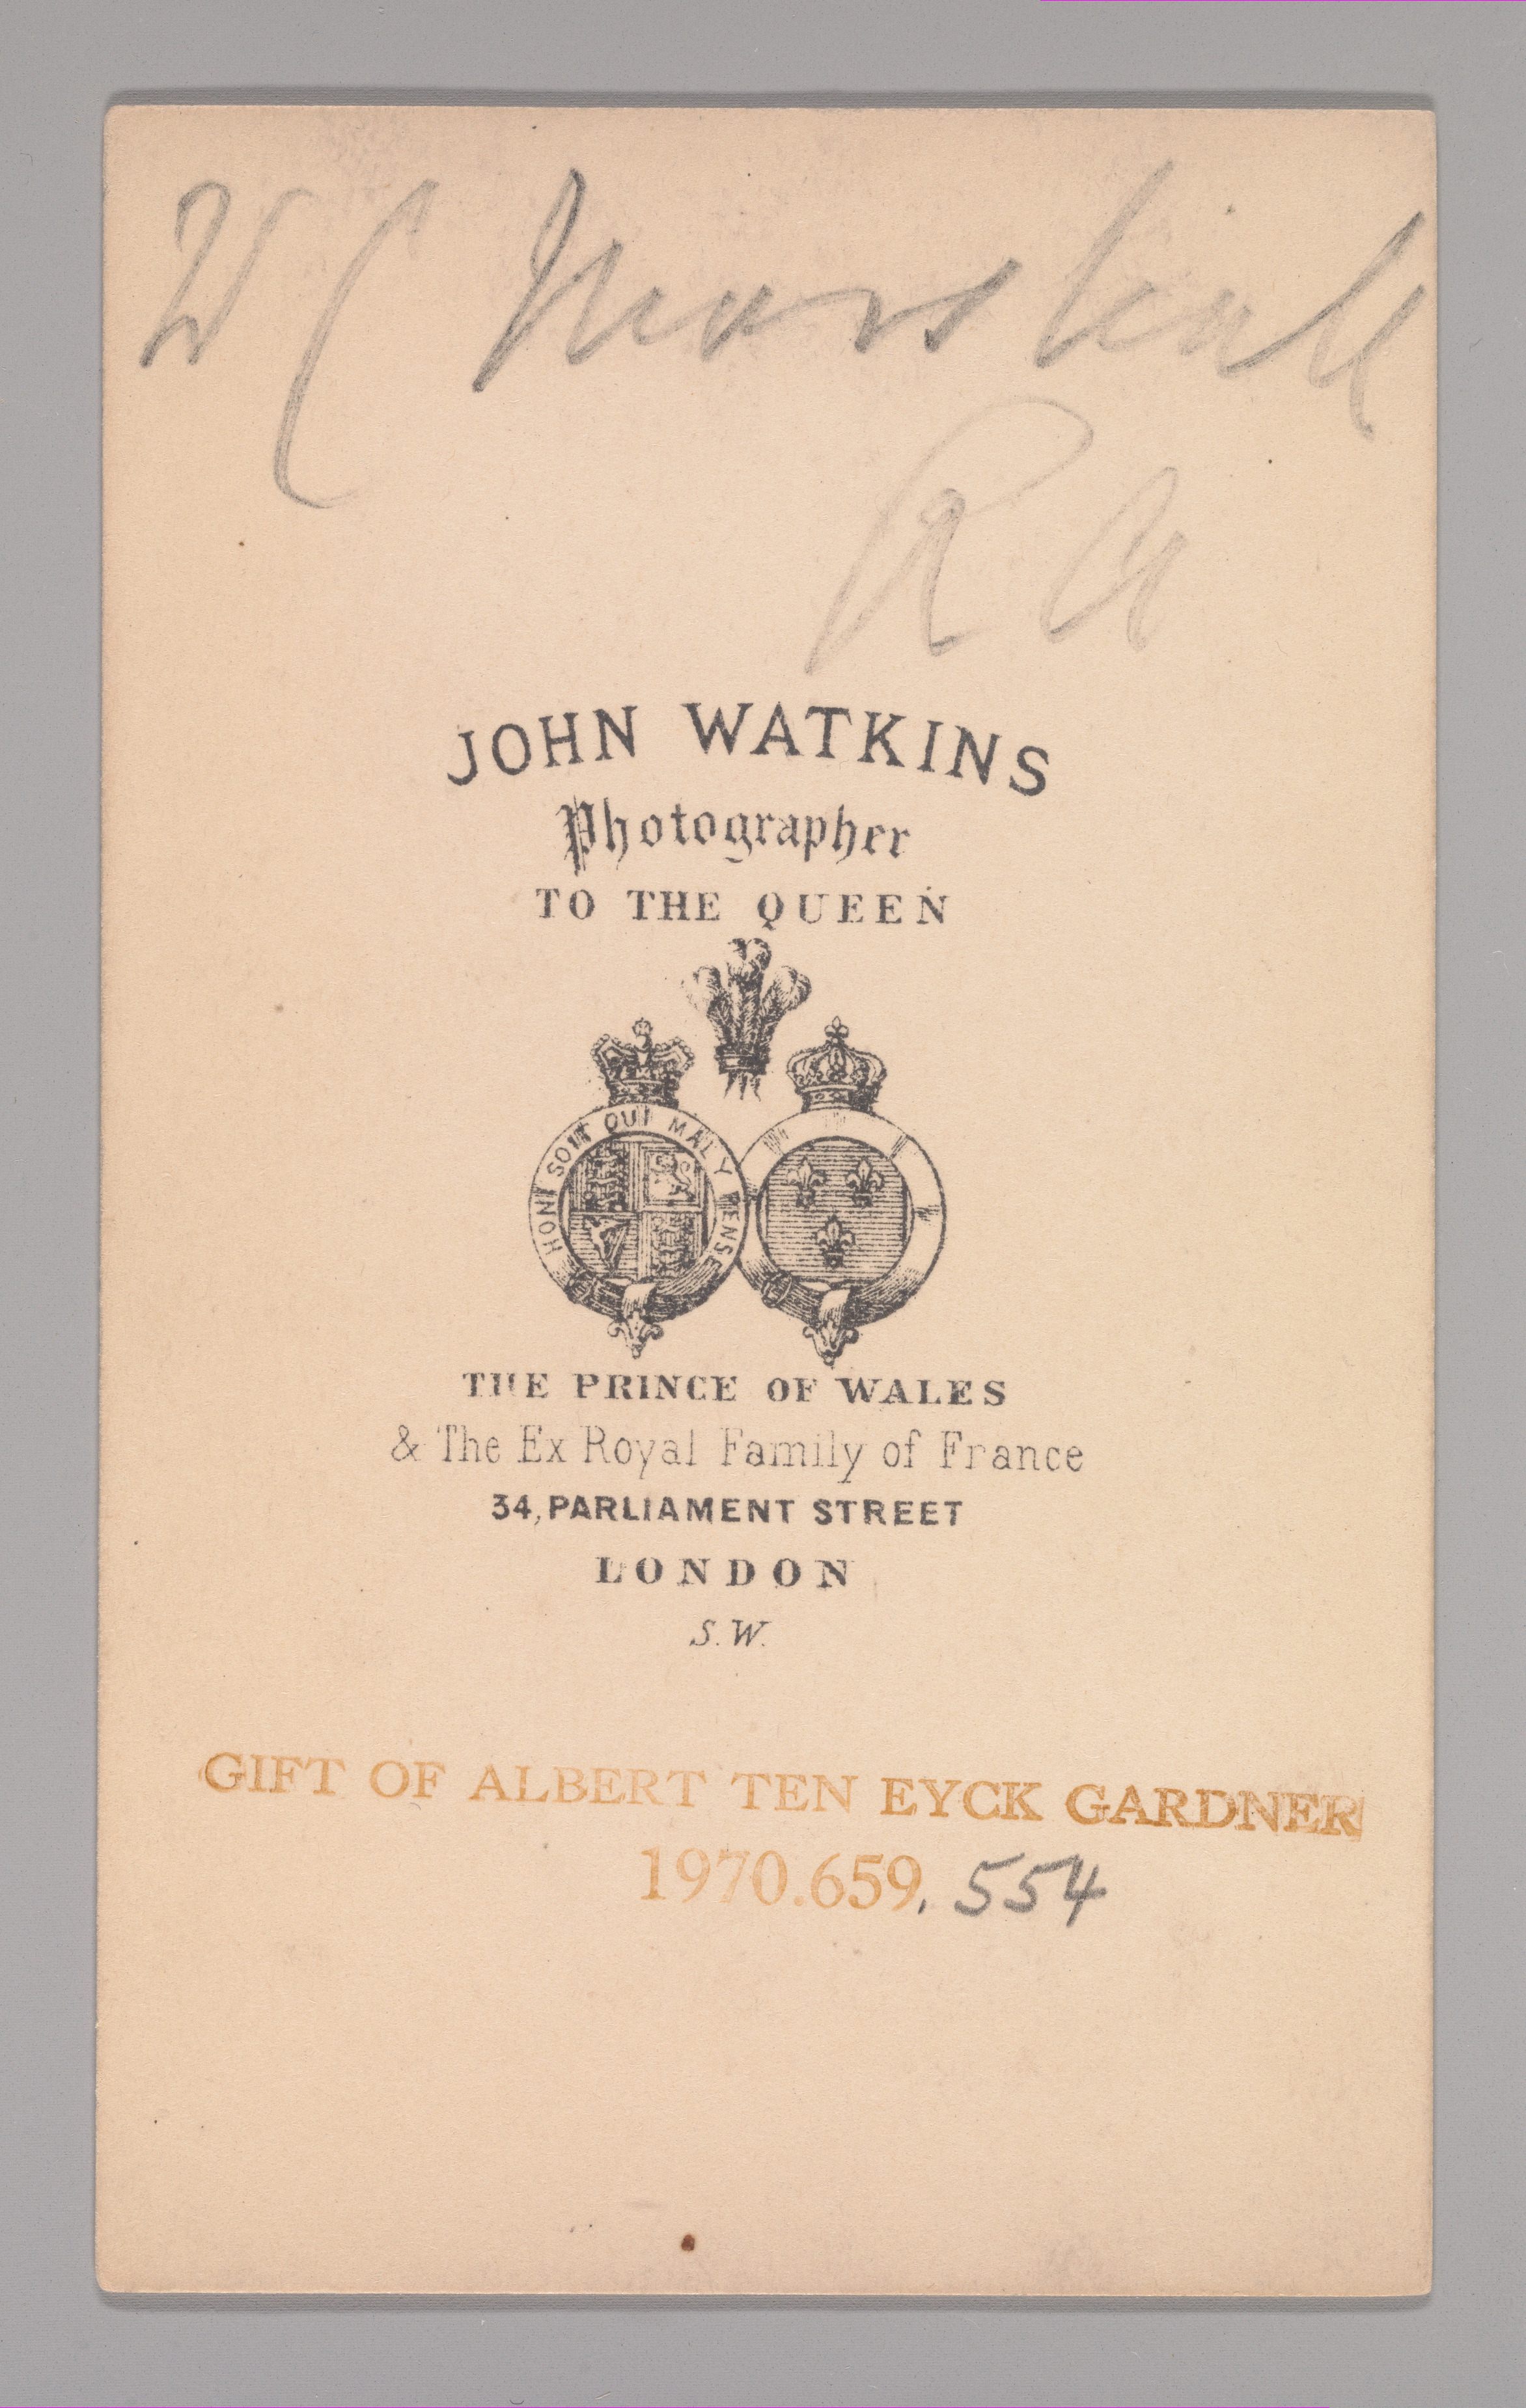 W C Marshall
RA
JOHN WATKINS
Photographer
TO THE QUEEN
HONI SOIT QUI MAL Y PENSE
THE PRINCE OF WALES
& The Ex Royal Family of France
34, PARLIAMENT STREET
LONDON
S.W.
GIFT OF ALBERT TEN EYCK GARDNER
1970.659.554